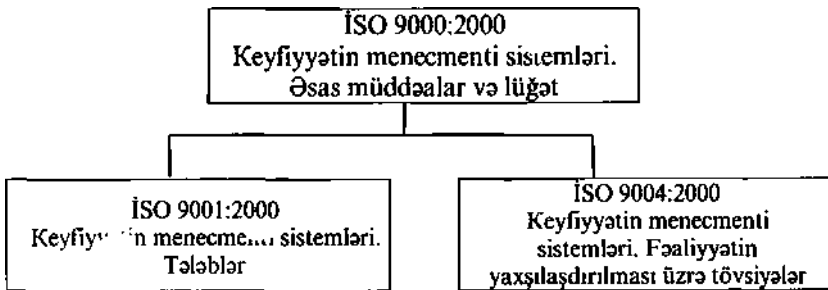 İSO 9000:2000
Keyfiyyətin menecmenti sistemləri.
Əsas müddəalar və lüğət
İSO 9001:2000
menecmenti sistemləri.
Tələblər
İSO 9004:2000
Keyfiyyətin menecmenti
sistemləri. Fəaliyyətin
yaxşılaşdırılması üzrə tövsiyələr